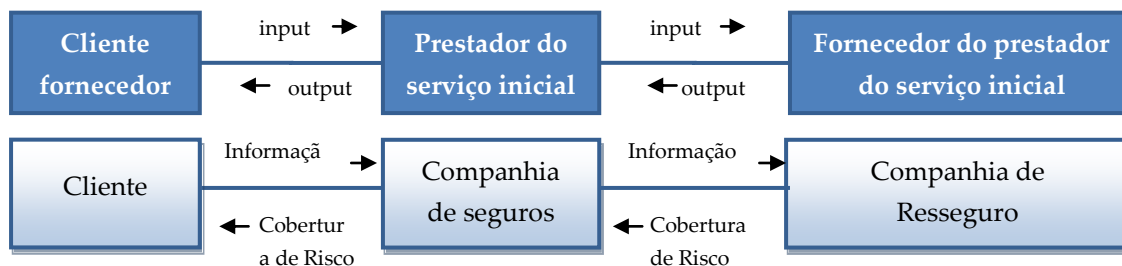 Cliente
fornecedor
input
output
Prestador do
serviço inicial
input
output
Fornecedor do prestador
do serviço inicial
Cliente
Informaçã
Cobertur
a de Risco
Companhia
de seguros
Informação
Cobertura
de Risco
Companhia de
Resseguro